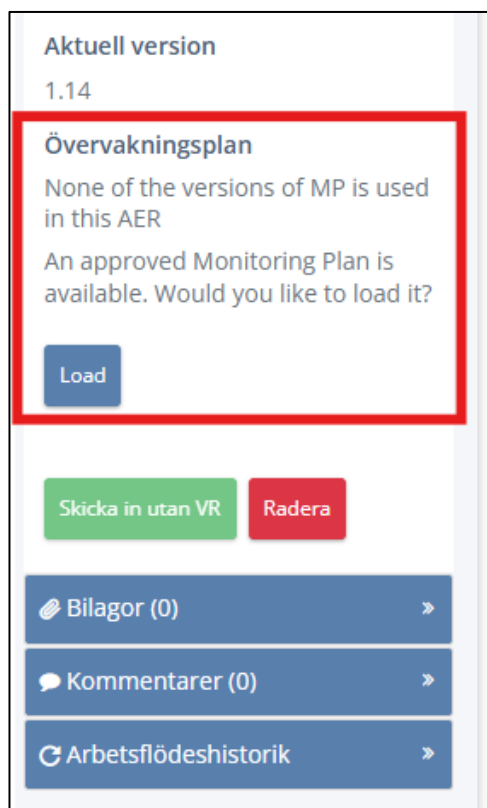 Aktuell version
1.14
Övervakningsplan
None of the versions of MP is used
in this AER
An approved Monitoring Plan is
available. Would you like to load it?
Load
Skicka in utan VR
Radera
Bilagor (0)
Kommentarer (0)
Arbetsflödeshistorik